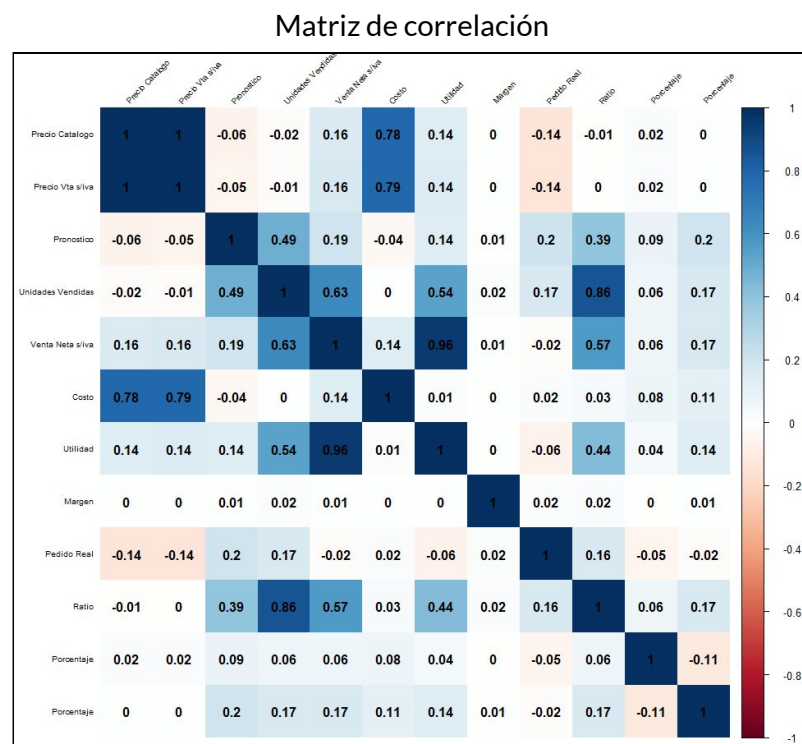 Matriz de correlación
Precio Catalogo
Precio Vta s/iva
Pronostico
Unidades Vendidas
Venta Neta s/iva
Costo
Utilidad
Margen
Pedido Real
Ratio
Porcentaje
Porcentaje
Precio Catalogo 1 1 -0.06 -0.02 0.16 0.78 0.14 0 -0.14 -0.01 0.02 0
Precio Vta s/iva 1 1 -0.05 -0.01 0.16 0.79 0.14 0 -0.14 0 0.02 0
Pronostico -0.06 -0.05 1 0.49 0.19 -0.04 0.14 0.01 0.2 0.39 0.09 0.2
Unidades Vendidas -0.02 -0.01 0.49 1 0.63 0 0.54 0.02 0.17 0.86 0.06 0.17
Venta Neta s/iva 0.16 0.16 0.19 0.63 1 0.14 0.96 0.01 -0.02 0.57 0.06 0.17
Costo 0.78 0.79 -0.04 0 0.14 1 0.01 0 0.02 0.03 0.08 0.11
Utilidad 0.14 0.14 0.14 0.54 0.96 0.01 1 0 -0.06 0.44 0.04 0.14
Margen 0 0 0.01 0.02 0.01 0 0 1 0.02 0.02 0 0.01
Pedido Real -0.14 -0.14 0.2 0.17 -0.02 0.02 -0.06 0.02 1 0.16 -0.05 -0.02
Ratio -0.01 0 0.39 0.86 0.57 0.03 0.44 0.02 0.16 1 0.06 0.17
Porcentaje 0.02 0.02 0.09 0.06 0.06 0.08 0.04 0 -0.05 0.06 1 -0.11
Porcentaje 0 0 0.2 0.17 0.17 0.11 0.14 0.01 -0.02 0.17 -0.11 1
1
0.8
0.6
0.4
0.2
0
-0.2
-0.4
-0.6
-0.8
-1